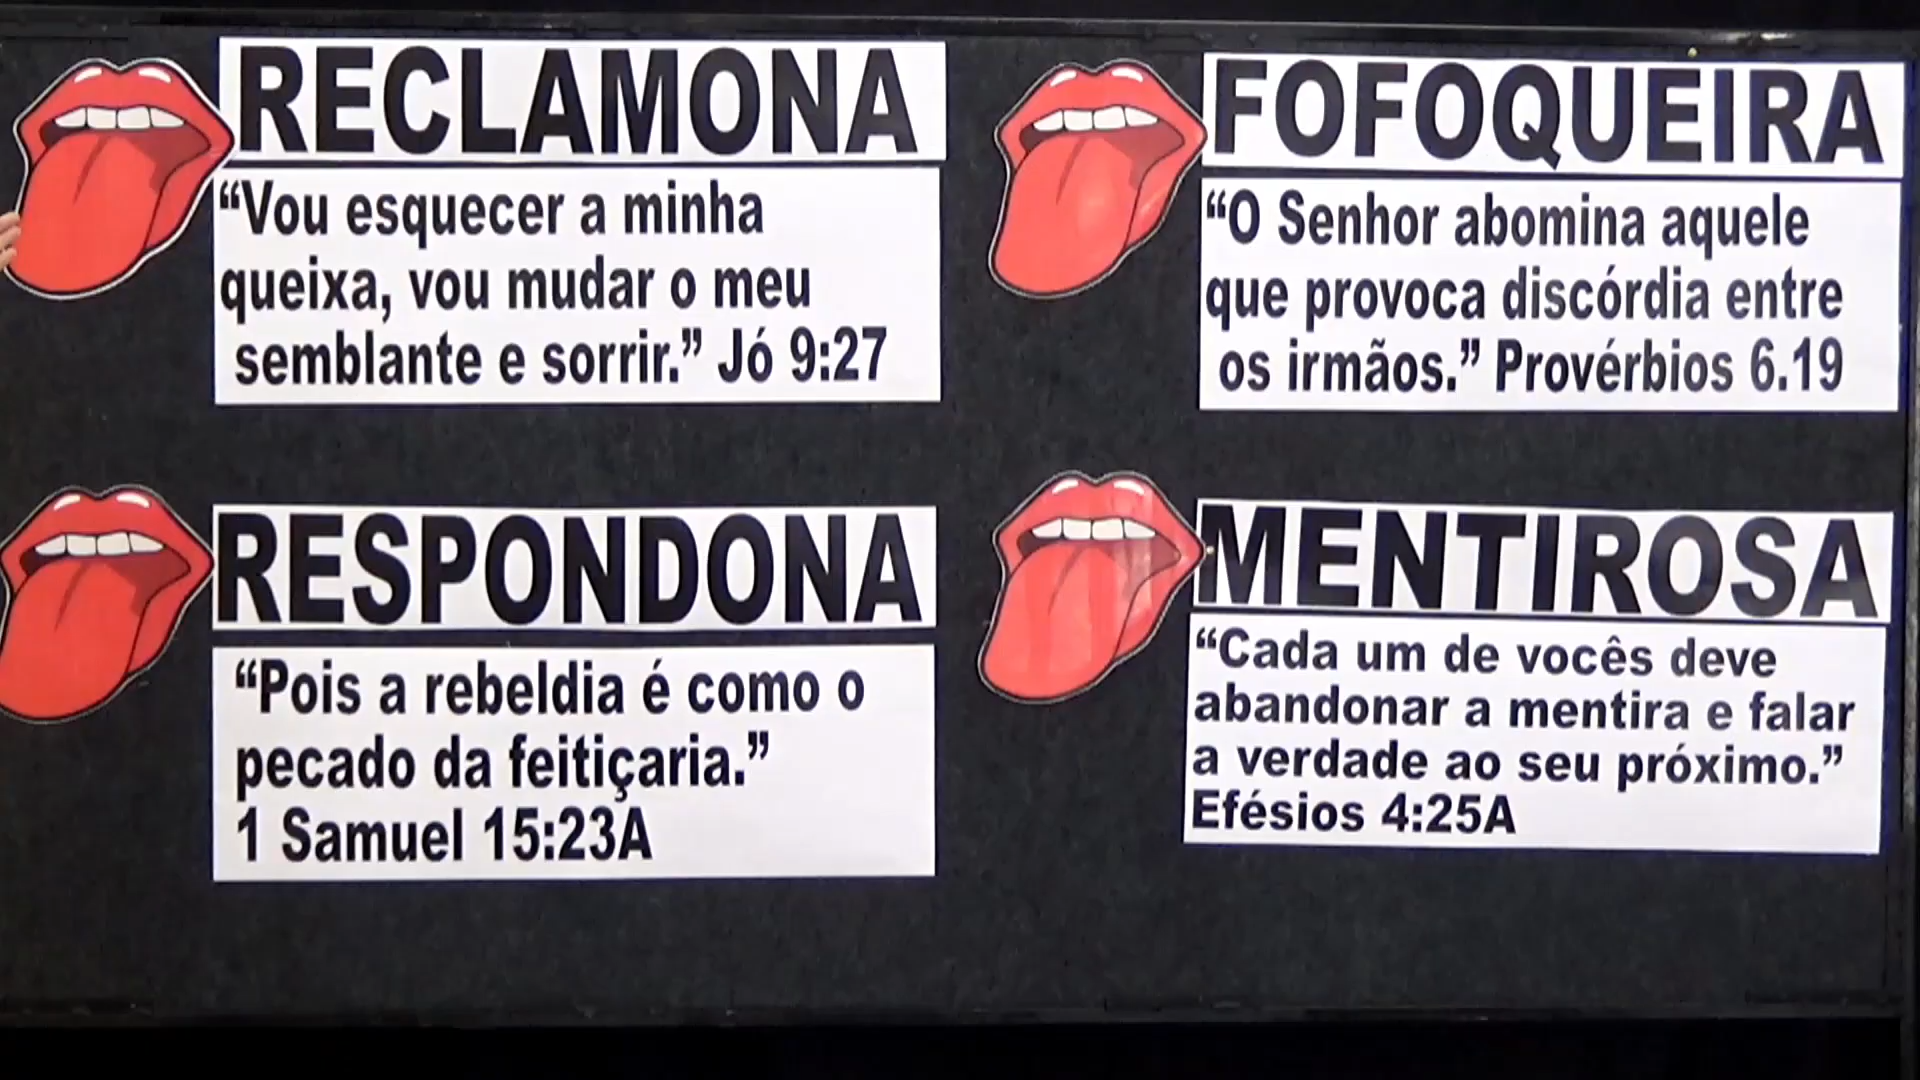 RECLAMONA
“Vou esquecer a minha
queixa, vou mudar o meu
semblante e sorrir.” Jó 9:27
FOFOQUEIRA
“O Senhor abomina aquele
que provoca discórdia entre
os irmãos.” Provérbios 6.19
RESPONDONA
“Pois a rebeldia é como o
pecado da feitiçaria.”
1 Samuel 15:23A
MENTIROSA
“Cada um de vocês deve
abandonar a mentira e falar
a verdade ao seu próximo.”
Efésios 4:25A